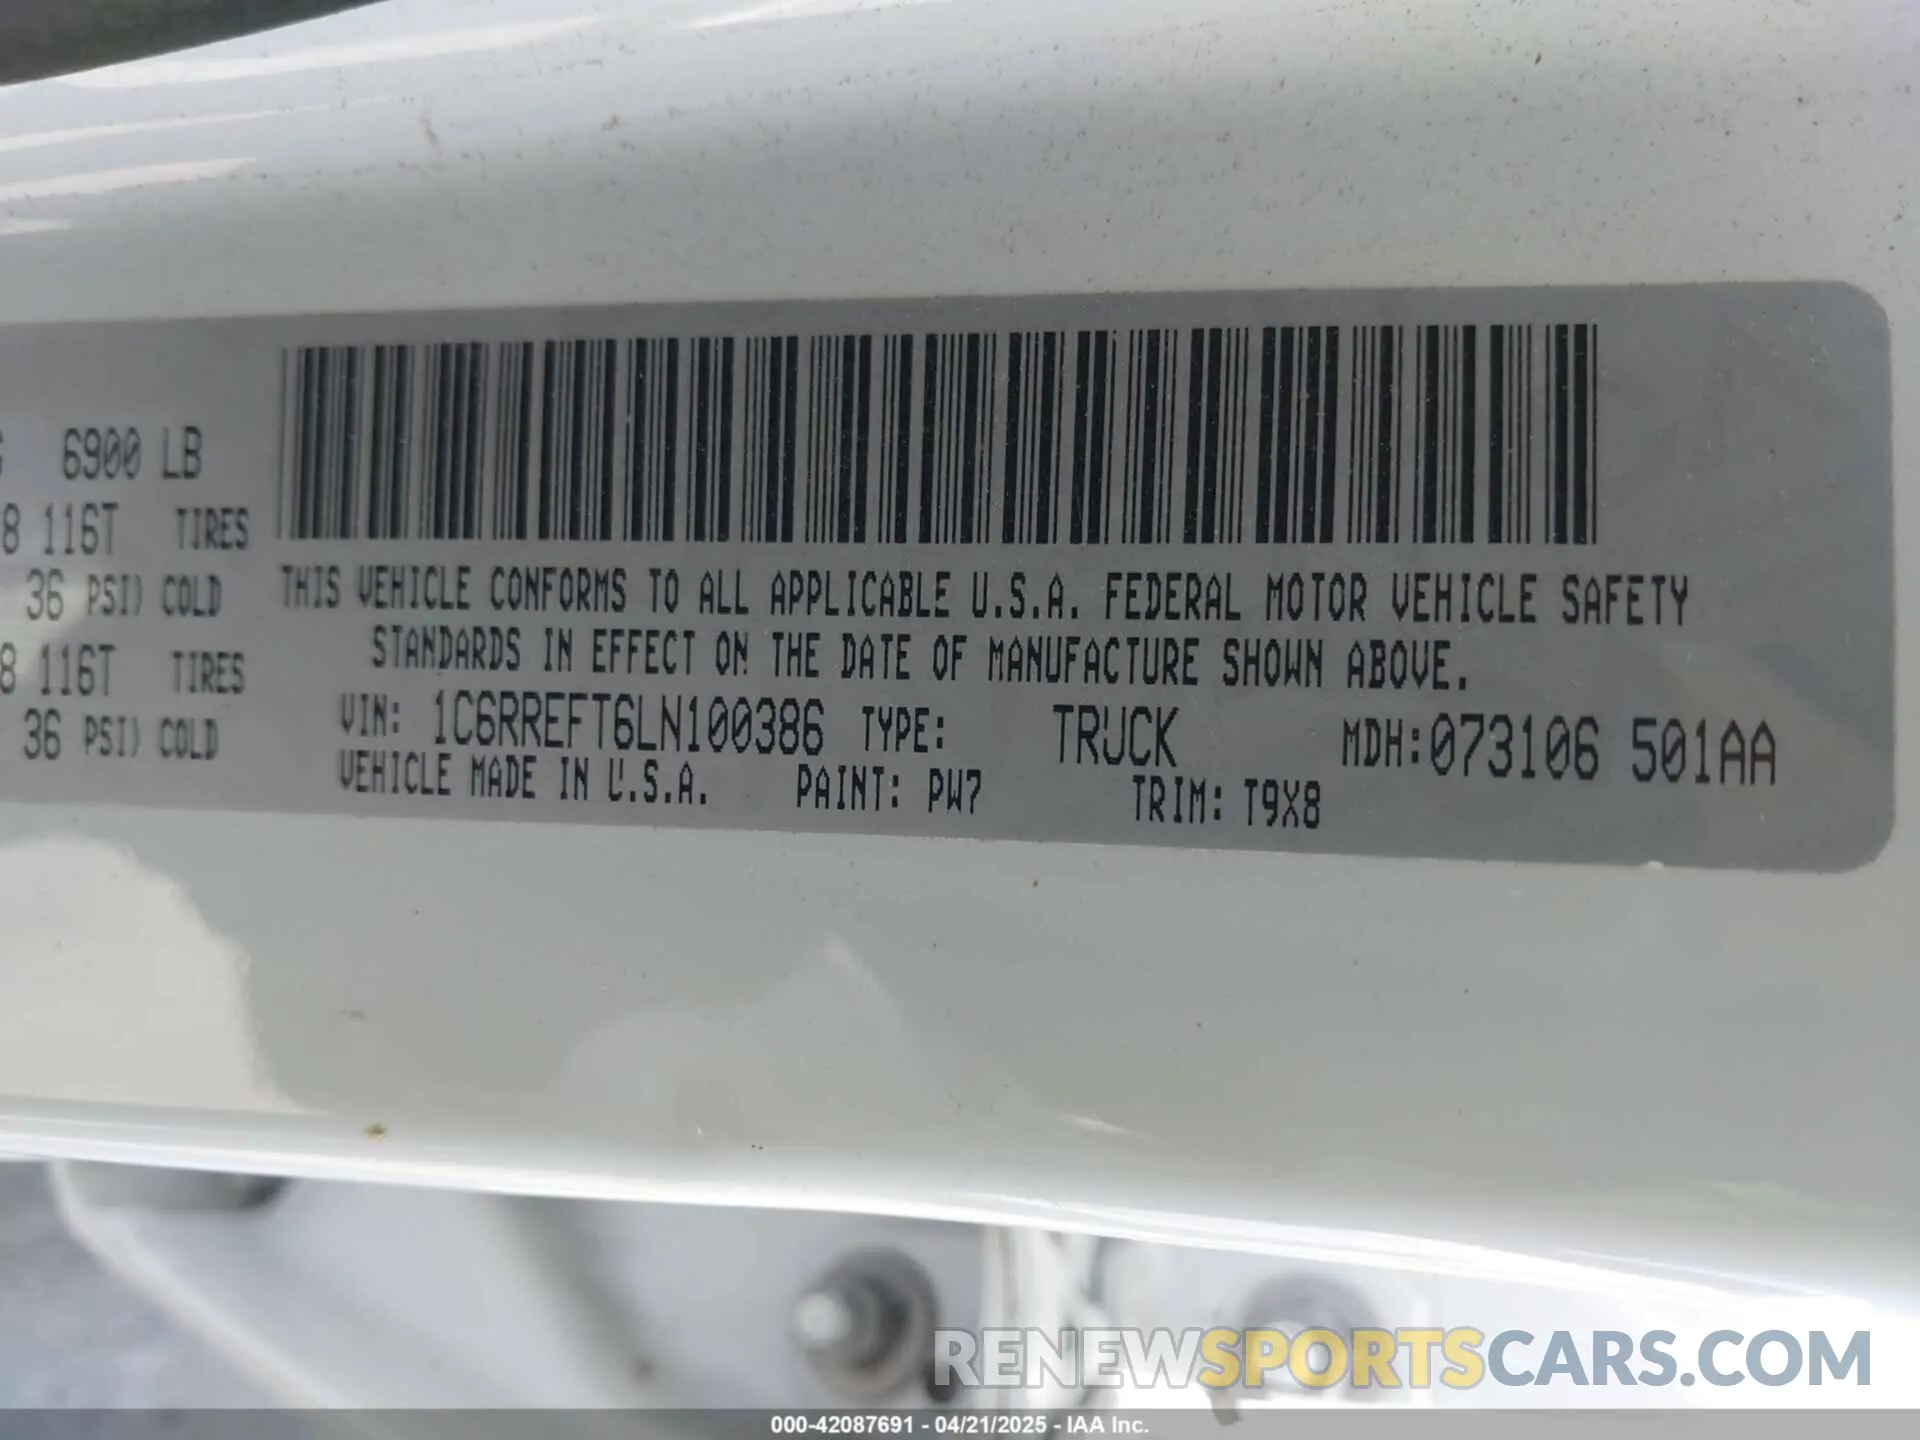 6900 LB
8 116T TIRES
36 PSI) COLD
8 116T TIRES
36 PSI) COLD
THIS VEHICLE CONFORMS TO ALL APPLICABLE U.S.A. FEDERAL MOTOR VEHICLE SAFETY
STANDARDS IN EFFECT ON THE DATE OF MANUFACTURE SHOWN ABOVE.
VIN: 1C6RREFT6LN100386 TYPE: TRUCK MDH:073106 501AA
VEHICLE MADE IN U.S.A. PAINT: PW7 TRIM: T9X8
RENEWSPORTSCARS.COM
000-42087691 - 04/21/2025 - IAA Inc.